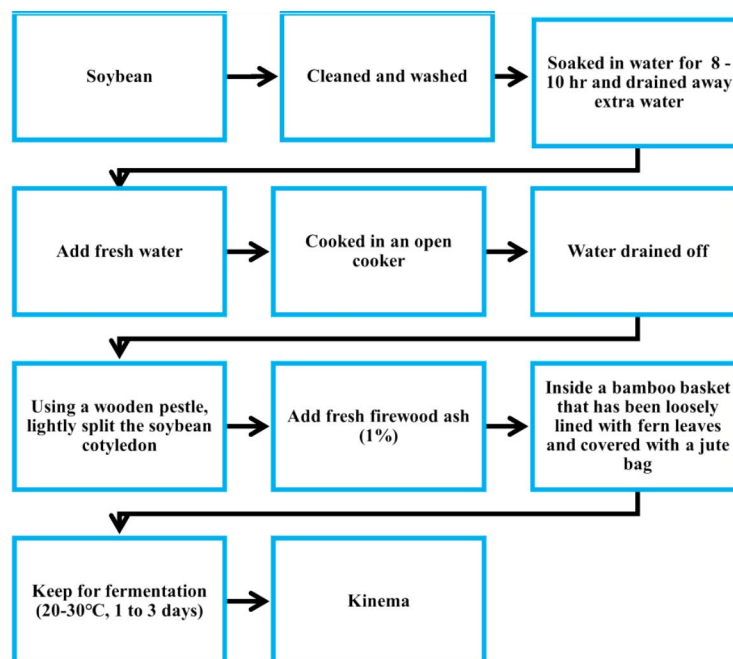 Soybean
Cleaned and washed
Soaked in water for 8 -
10 hr and drained away
extra water
Add fresh water
Cooked in an open
cooker
Water drained off
Using a wooden pestle,
lightly split the soybean
cotyledon
Add fresh firewood ash
(1%)
Inside a bamboo basket
that has been loosely
lined with fern leaves
and covered with a jute
bag
Keep for fermentation
(20-30°C, 1 to 3 days)
Kinema